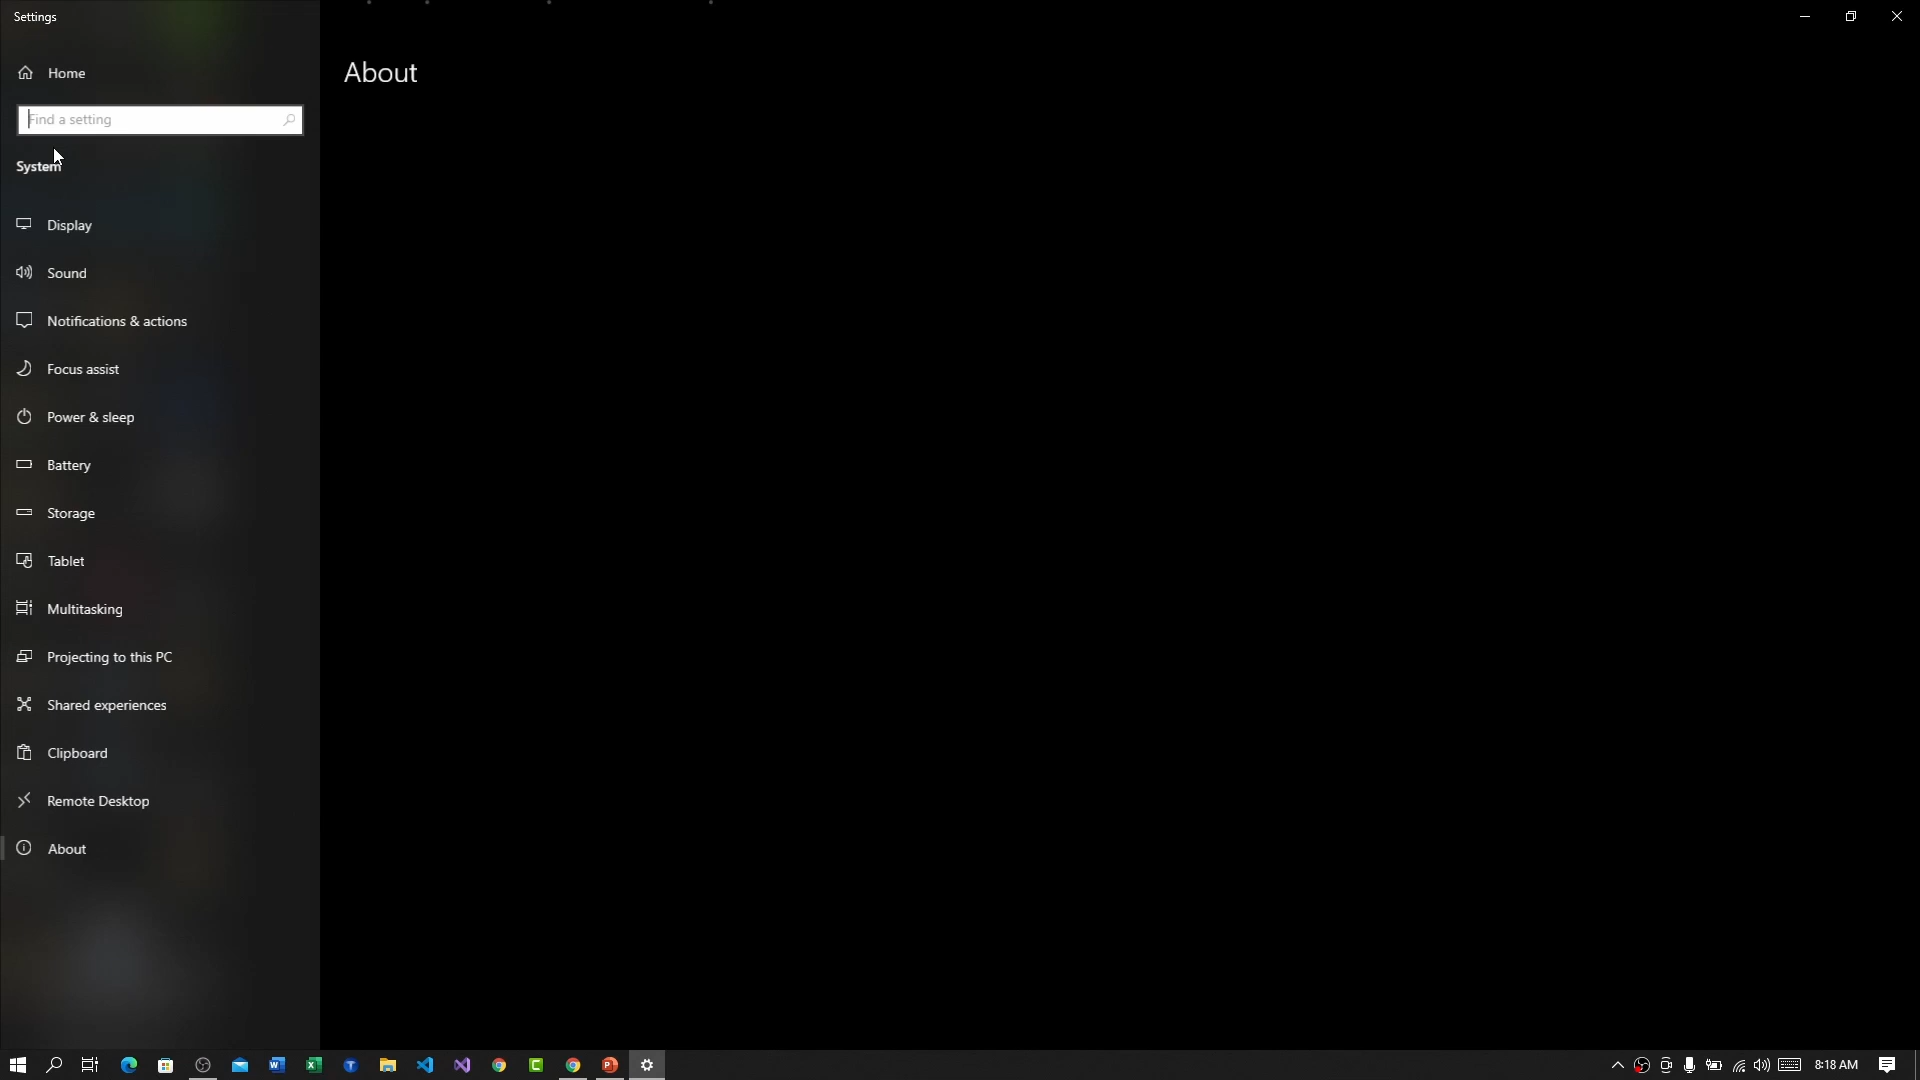 Settings
Home
Find a setting
System
Display
Sound
Notifications & actions
Focus assist
Power & sleep
Battery
Storage
Tablet
Multitasking
Projecting to this PC
Shared experiences
Clipboard
Remote Desktop
About
About
8:18 AM